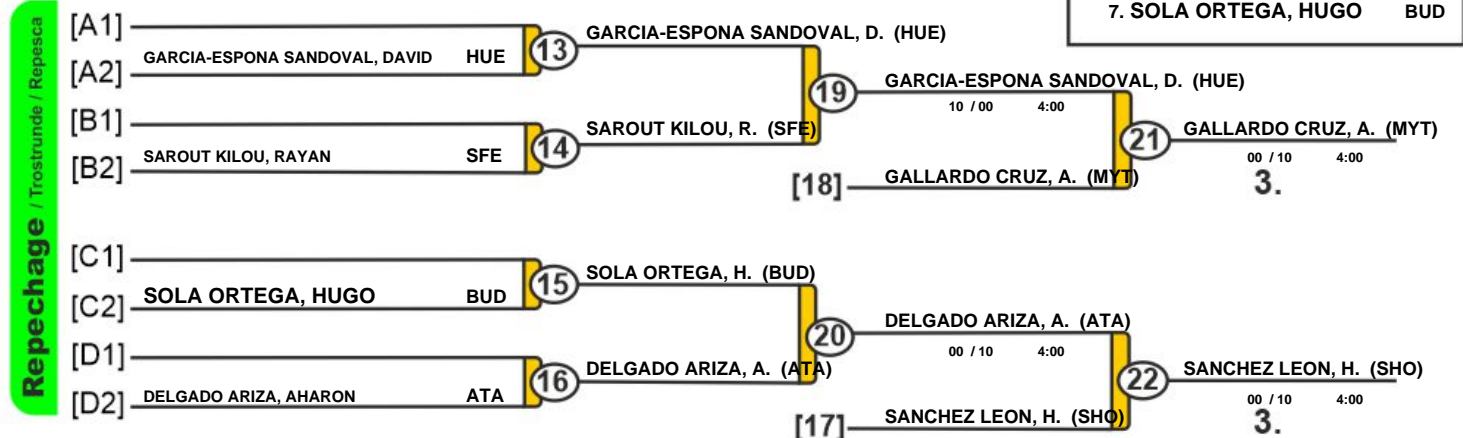 7. SOLA ORTEGA, HUGO BUD
Repechage / Trostrunde / Repesca
[A1]
GARCIA-ESPONA SANDOVAL, DAVID HUE
[A2]
13
GARCIA-ESPONA SANDOVAL, D. (HUE)
[B1]
SAROUT KILOU, RAYAN SFE
[B2]
14
SAROUT KILOU, R. (SFE)
19
GARCIA-ESPONA SANDOVAL, D. (HUE)
10 / 00 4:00
[18]
GALLARDO CRUZ, A. (MYT)
21
GALLARDO CRUZ, A. (MYT)
00 / 10 4:00
3.
[C1]
SOLA ORTEGA, HUGO BUD
[C2]
15
SOLA ORTEGA, H. (BUD)
[D1]
DELGADO ARIZA, AHARON ATA
[D2]
16
DELGADO ARIZA, A. (ATA)
20
DELGADO ARIZA, A. (ATA)
00 / 10 4:00
[17]
SANCHEZ LEON, H. (SHO)
22
SANCHEZ LEON, H. (SHO)
00 / 10 4:00
3.